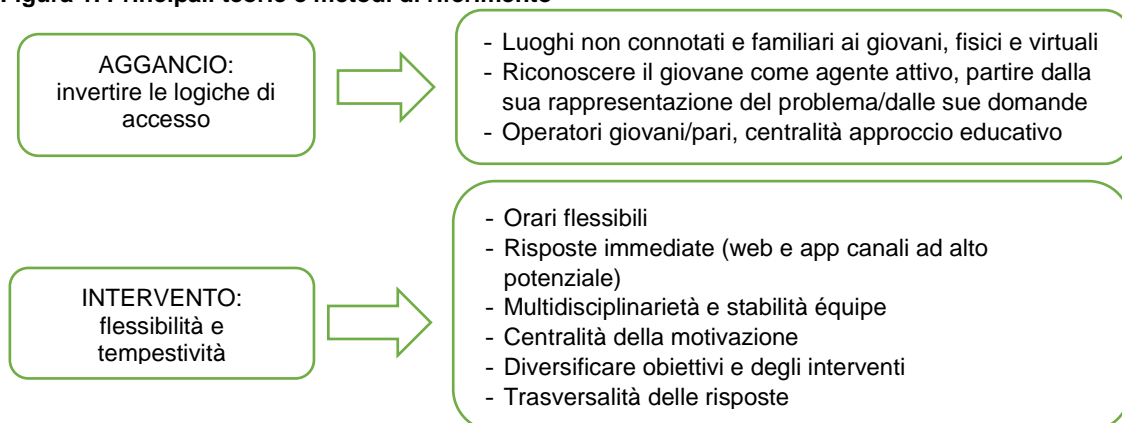 AGGANCIO:
invertire le logiche di
accesso
- Luoghi non connotati e familiari ai giovani, fisici e virtuali
- Riconoscere il giovane come agente attivo, partire dalla
sua rappresentazione del problema/dalle sue domande
- Operatori giovani/pari, centralità approccio educativo
INTERVENTO:
flessibilità e
tempestività
- Orari flessibili
- Risposte immediate (web e app canali ad alto
potenziale)
- Multidisciplinarietà e stabilità équipe
- Centralità della motivazione
- Diversificare obiettivi e degli interventi
- Trasversalità delle risposte